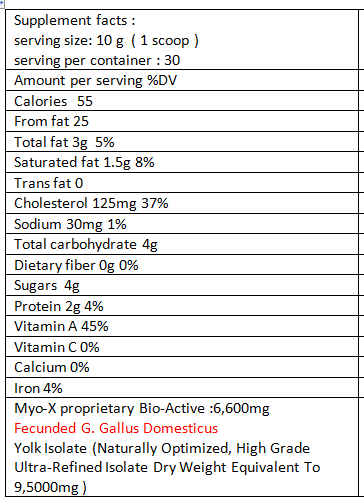 Supplement facts :
serving size: 10 g ( 1 scoop )
serving per container : 30
Amount per serving %DV
Calories 55
From fat 25
Total fat 3g 5%
Saturated fat 1.5g 8%
Trans fat 0
Cholesterol 125mg 37%
Sodium 30mg 1%
Total carbohydrate 4g
Dietary fiber 0g 0%
Sugars 4g
Protein 2g 4%
Vitamin A 45%
Vitamin C 0%
Calcium 0%
Iron 4%
Myo-X proprietary Bio-Active :6,600mg
Fecunded G. Gallus Domesticus
Yolk Isolate (Naturally Optimized, High Grade
Ultra-Refined Isolate Dry Weight Equivalent To
9,5000mg )